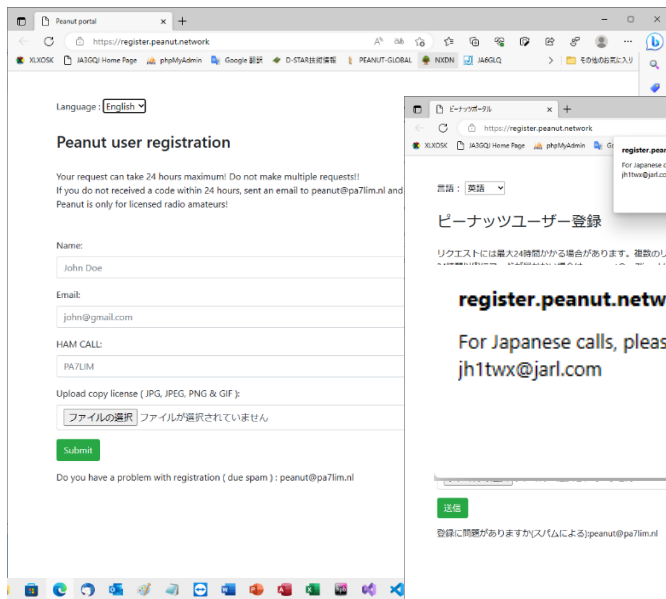 Peanut portal
https://register.peanut.network
XLXOSK JA3GQJ Home Page phpMyAdmin Google 翻訳 D-STAR技術情報 PEANUT-GLOBAL NXDN JA6GLQ その他のお気に入り
Language : English
Peanut user registration
Your request can take 24 hours maximum! Do not make multiple requests!!
If you do not received a code within 24 hours, sent an email to peanut@pa7lim.nl and
Peanut is only for licensed radio amateurs!
Name:
John Doe
Email:
john@gmail.com
HAM CALL:
PA7LIM
Upload copy license ( JPG, JPEG, PNG & GIF ):
ファイルの選択 ファイルが選択されていません
Submit
Do you have a problem with registration ( due spam ) : peanut@pa7lim.nl
ピーナッツポータル
https://register.peanut.network
XLXOSK JA3GQJ Home Page phpMyAdmin
register.pean
For Japanese c
jh1twx@jarl.co
言語 : 英語
ピーナッツユーザー登録
リクエストには最大24時間かかる場合があります。複数のリ
register.peanut.netw
For Japanese calls, pleas
jh1twx@jarl.com
送信
登録に問題がありますか(スパムによる):peanut@pa7lim.nl